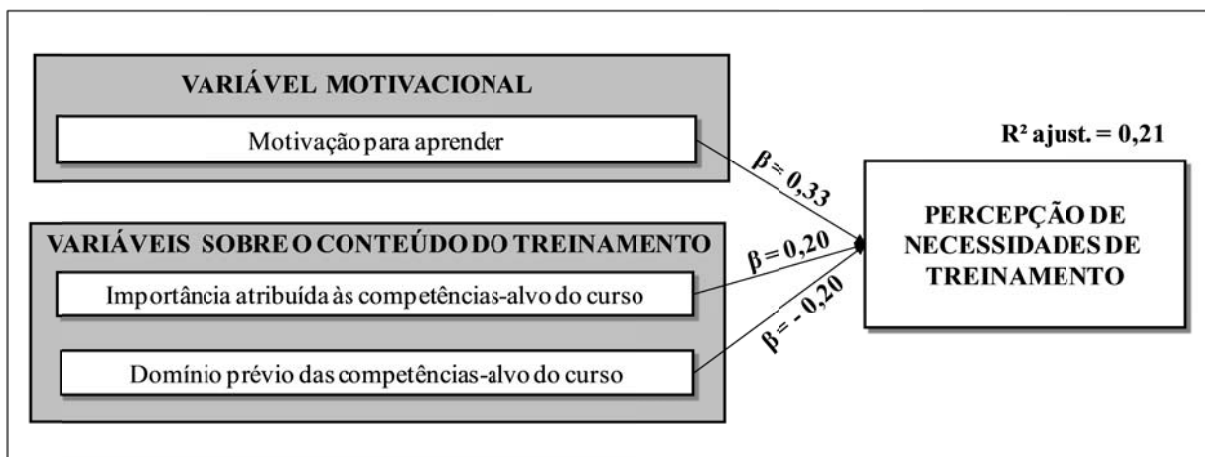 VARIÁVEL MOTIVACIONAL
Motivação para aprender
R² ajust. = 0,21
β = 0,33
PERCEPÇÃO DE
NECESSIDADES DE
TREINAMENTO
VARIÁVEIS SOBRE O CONTEÚDO DO TREINAMENTO
β = 0,20
Importância atribuída às competências-alvo do curso
β = - 0,20
Domínio prévio das competências-alvo do curso